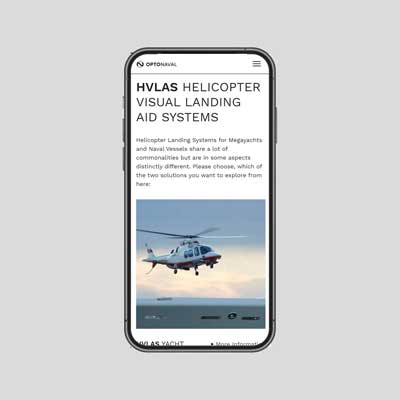 OPTONAVAL
HVLAS HELICOPTER
VISUAL LANDING
AID SYSTEMS
Helicopter Landing Systems for Megayachts
and Naval Vessels share a lot of
commonalities but are in some aspects
distinctly different. Please choose, which of
the two solutions you want to explore from
here:
HVLAS YACHT
More Information